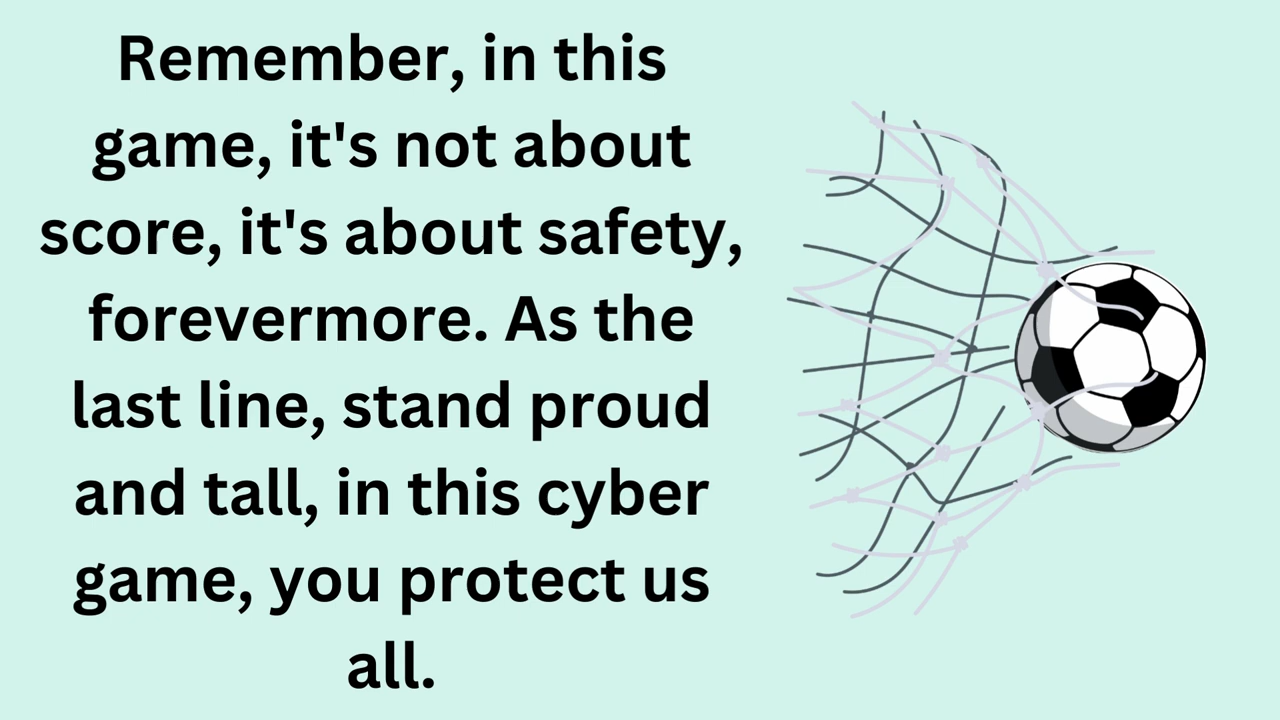 Remember, in this
game, it's not about
score, it's about safety,
forevermore. As the
last line, stand proud
and tall, in this cyber
game, you protect us
all.